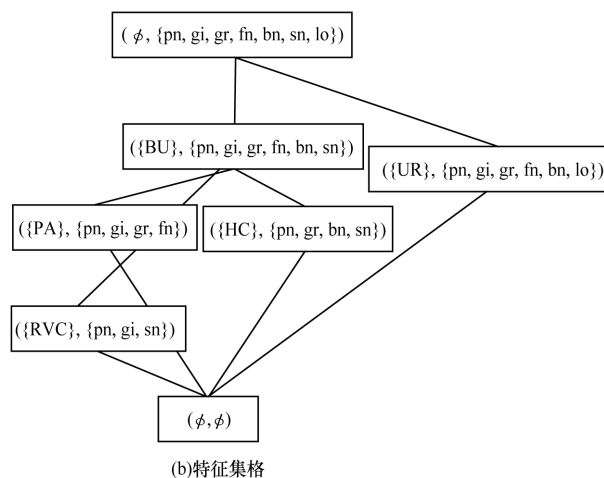 (ϕ, {pn, gi, gr, fn, bn, sn, lo})
({BU}, {pn, gi, gr, fn, bn, sn})
({UR}, {pn, gi, gr, fn, bn, lo})
({PA}, {pn, gi, gr, fn})
({HC}, {pn, gr, bn, sn})
({RVC}, {pn, gi, sn})
(ϕ,ϕ)
(b)特征集格